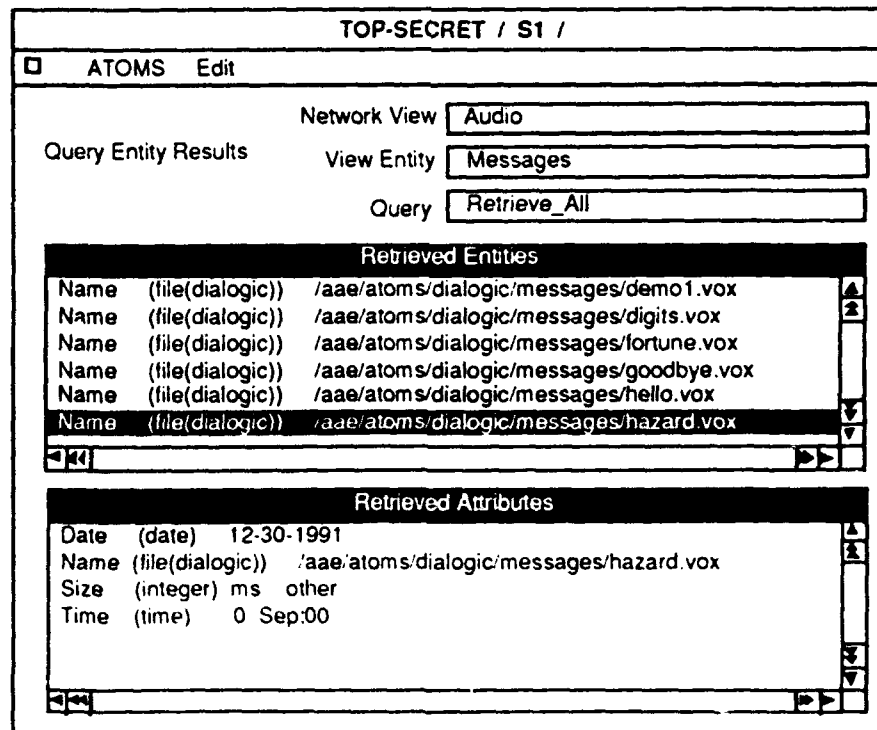 TOP-SECRET / S1 /
ATOMS Edit
Network View Audio
Query Entity Results
View Entity Messages
Query Retrieve_All
Retrieved Entities
Name (file(dialogic)) /aae/atoms/dialogic/messages/demo1.vox
Name (file(dialogic)) /aae/atoms/dialogic/messages/digits.vox
Name (file(dialogic)) /aae/atoms/dialogic/messages/fortune.vox
Name (file(dialogic)) /aae/atoms/dialogic/messages/goodbye.vox
Name (file(dialogic)) /aae/atoms/dialogic/messages/hello.vox
Name (file(dialogic)) /aae/atoms/dialogic/messages/hazard.vox
Retrieved Attributes
Date (date) 12-30-1991
Name (file(dialogic)) /aae/atoms/dialogic/messages/hazard.vox
Size (integer) ms other
Time (time) 0 Sep:00